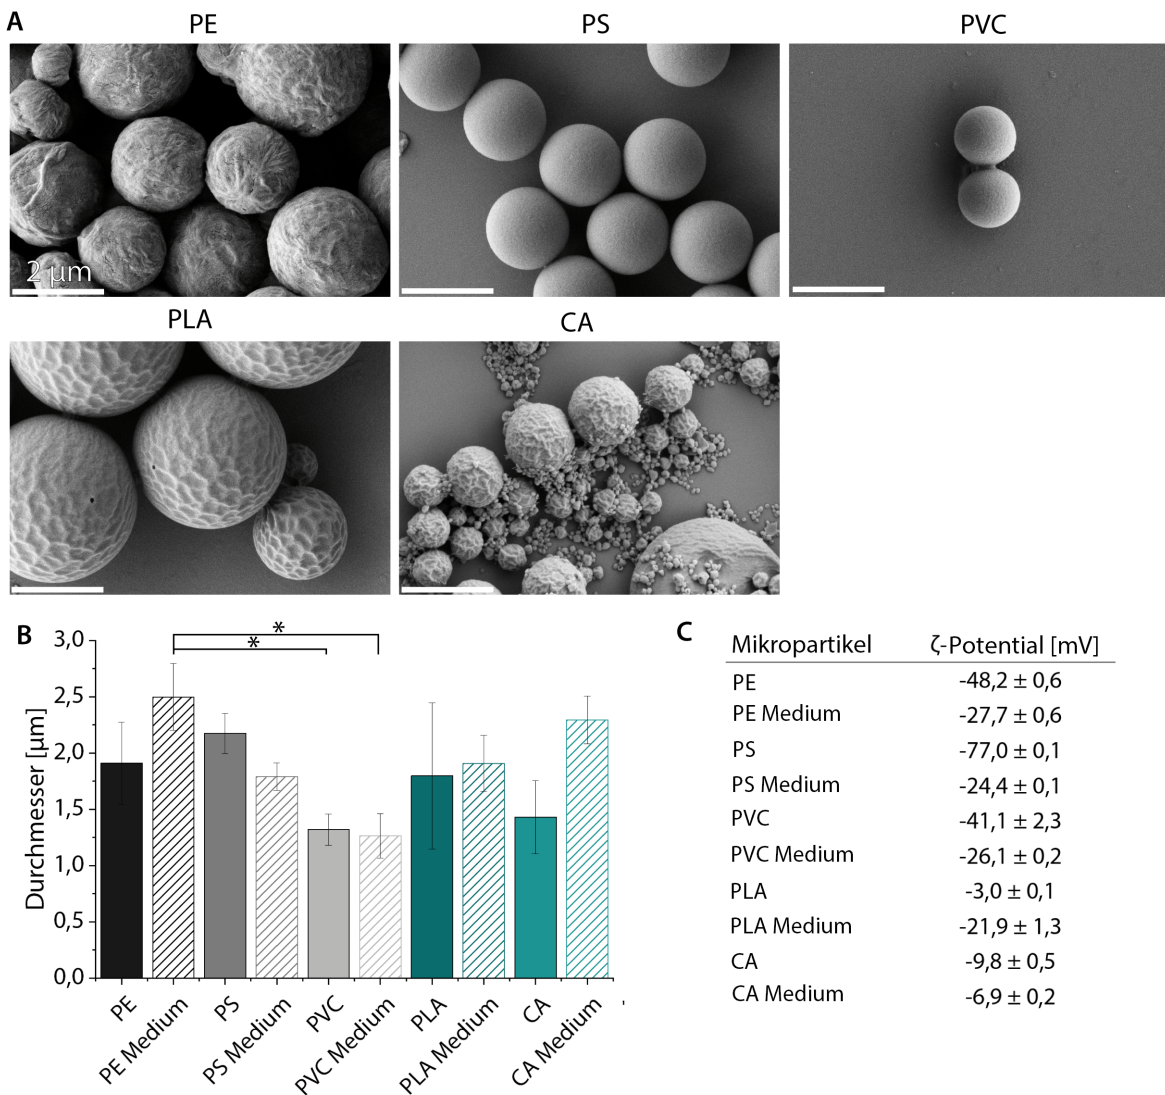 A
PE
PS
PVC
2 µm
PLA
CA
B
*
*
3,0
2,5
2,0
1,5
1,0
0,5
0,0
Durchmesser [µm]
PE
PE Medium
PS
PS Medium
PVC
PVC Medium
PLA
PLA Medium
CA
CA Medium
C
Mikropartikel ζ-Potential [mV]
PE -48,2 ± 0,6
PE Medium -27,7 ± 0,6
PS -77,0 ± 0,1
PS Medium -24,4 ± 0,1
PVC -41,1 ± 2,3
PVC Medium -26,1 ± 0,2
PLA -3,0 ± 0,1
PLA Medium -21,9 ± 1,3
CA -9,8 ± 0,5
CA Medium -6,9 ± 0,2